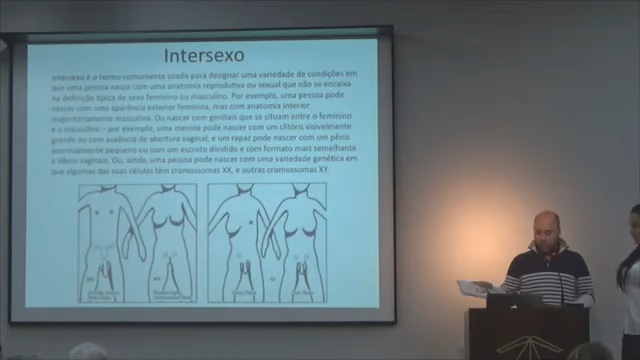 Intersexo
Intersexo é o termo comumente usado para designar uma variedade de condições em
que uma pessoa nasce com uma anatomia reprodutiva ou sexual que não se encaixa
na definição típica de sexo feminino ou masculino. Por exemplo, uma pessoa pode
nascer com uma aparência exterior feminina, mas com anatomia interior
majoritariamente masculina. Ou nascer com genitais que se situam entre o feminino
e o masculino – por exemplo, uma menina pode nascer com um clitóris visivelmente
grande ou com ausência de abertura vaginal, e um rapaz pode nascer com um pênis
anormalmente pequeno ou com um escroto dividido e com formato mais semelhante
a lábios vaginais. Ou, ainda, uma pessoa pode nascer com uma variedade genética em
que algumas das suas células têm cromossomas XX, e outras cromossomas XY.